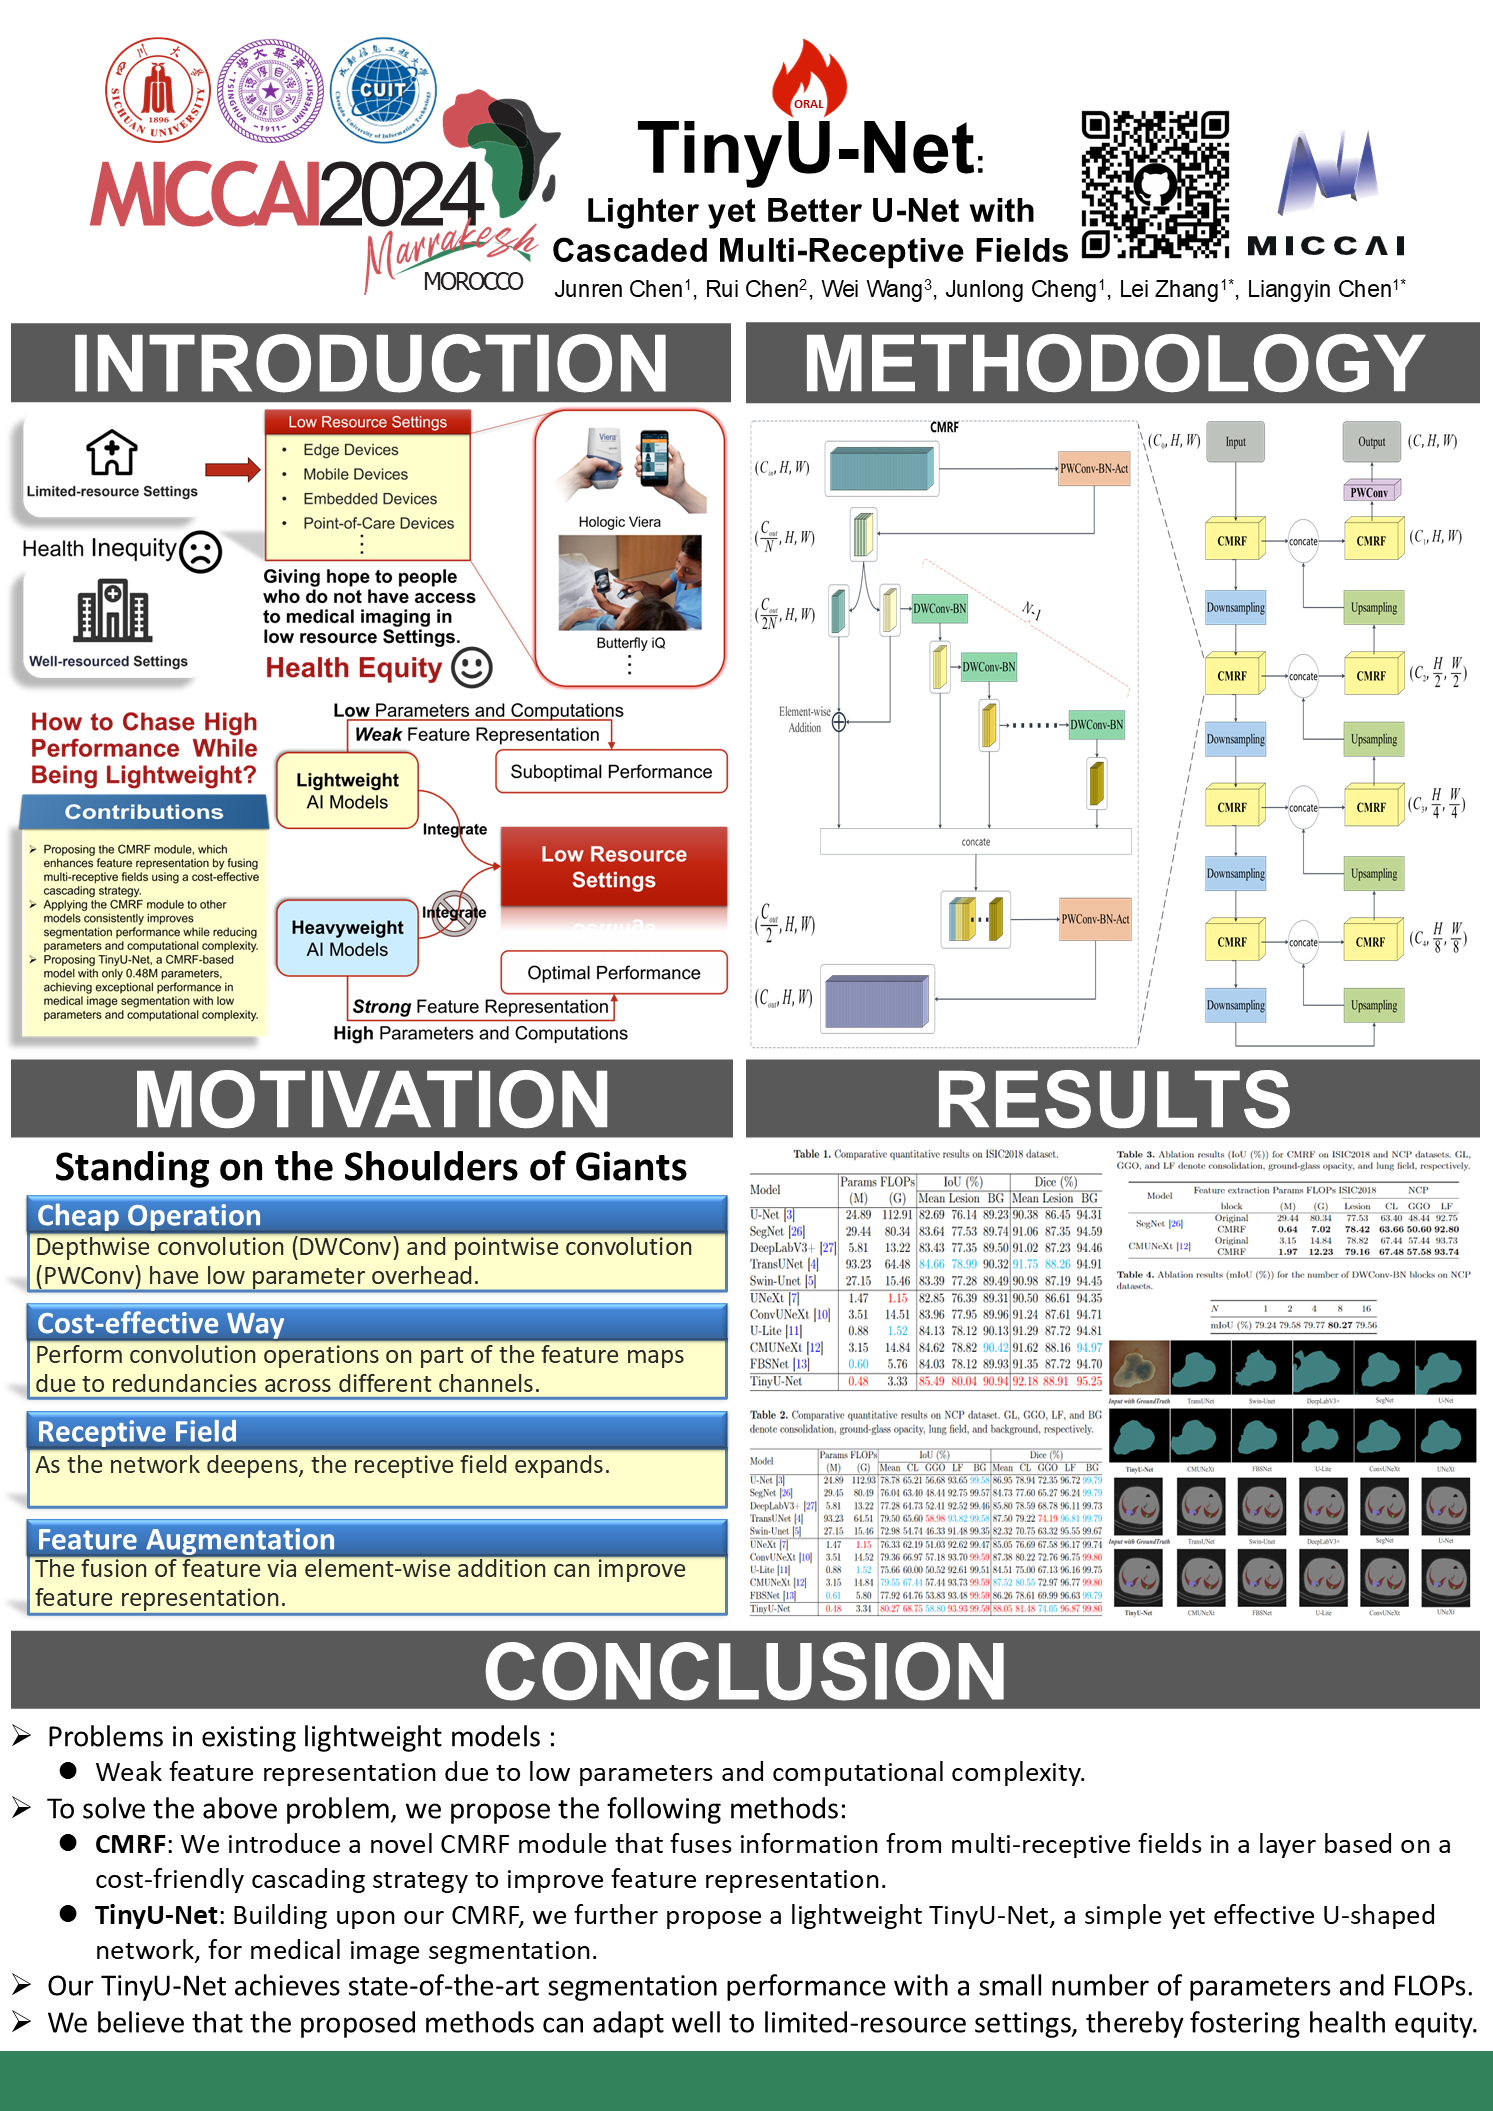 四川大學
SICHUAN UNIVERSITY
1896
TSINGHUA UNIVERSITY
~1911~
CUIT
Chengdu University of Information Technology
MICCAI2024
Marrakesh
MOROCCO
ORAL
TinyU-Net:
Lighter yet Better U-Net with
Cascaded Multi-Receptive Fields
Junren Chen1, Rui Chen2, Wei Wang3, Junlong Cheng1, Lei Zhang1*, Liangyin Chen1*
MICCAI
INTRODUCTION
Limited-resource Settings
Health Inequity
Well-resourced Settings
Low Resource Settings
• Edge Devices
• Mobile Devices
• Embedded Devices
• Point-of-Care Devices
⋮
Giving hope to people
who do not have access
to medical imaging in
low resource Settings.
Health Equity
Viera
Hologic Viera
Butterfly iQ
⋮
How to Chase High
Performance While
Being Lightweight?
Contributions
➢ Proposing the CMRF module, which
enhances feature representation by fusing
multi-receptive fields using a cost-effective
cascading strategy.
➢ Applying the CMRF module to other
models consistently improves
segmentation performance while reducing
parameters and computational complexity.
➢ Proposing TinyU-Net, a CMRF-based
model with only 0.48M parameters,
achieving exceptional performance in
medical image segmentation with low
parameters and computational complexity.
Low Parameters and Computations
Weak Feature Representation
Lightweight
AI Models
Suboptimal Performance
Integrate
Low Resource
Settings
Integrate
Heavyweight
AI Models
Optimal Performance
Strong Feature Representation
High Parameters and Computations
METHODOLOGY
CMRF
(Cin, H, W)
PWConv-BN-Act
(Cout/N, H, W)
(Cout/2N, H, W)
DWConv-BN
N-1
DWConv-BN
Element-wise
Addition
DWConv-BN
concate
(Cout/2, H, W)
PWConv-BN-Act
(Cout, H, W)
(C0, H, W)
Input
Output
(C, H, W)
PWConv
CMRF
concate
CMRF
(C1, H, W)
Downsampling
Upsampling
CMRF
concate
CMRF
(C2, H/2, W/2)
Downsampling
Upsampling
CMRF
concate
CMRF
(C3, H/4, W/4)
Downsampling
Upsampling
CMRF
concate
CMRF
(C4, H/8, W/8)
Downsampling
Upsampling
MOTIVATION
Standing on the Shoulders of Giants
Cheap Operation
Depthwise convolution (DWConv) and pointwise convolution
(PWConv) have low parameter overhead.
Cost-effective Way
Perform convolution operations on part of the feature maps
due to redundancies across different channels.
Receptive Field
As the network deepens, the receptive field expands.
Feature Augmentation
The fusion of feature via element-wise addition can improve
feature representation.
RESULTS
Table 1. Comparative quantitative results on ISIC2018 dataset.
Model Params FLOPs IoU (%) Dice (%)
(M) (G) Mean Lesion BG Mean Lesion BG
U-Net [3] 24.89 112.91 82.69 76.14 89.23 90.38 86.45 94.31
SegNet [26] 29.44 80.34 83.64 77.53 89.74 91.06 87.35 94.59
DeepLabV3+ [27] 5.81 13.22 83.43 77.35 89.50 91.02 87.23 94.46
TransUNet [4] 93.23 64.48 84.66 78.99 90.32 91.75 88.26 94.91
Swin-Unet [5] 27.15 15.46 83.39 77.28 89.49 90.98 87.19 94.45
UNeXt [7] 1.47 1.15 82.85 76.39 89.31 90.50 86.61 94.35
ConvUNeXt [10] 3.51 14.51 83.96 77.95 89.96 91.24 87.61 94.71
U-Lite [11] 0.88 1.52 84.13 78.12 90.13 91.29 87.72 94.81
CMUNeXt [12] 3.15 14.84 84.62 78.82 90.42 91.62 88.16 94.97
FBSNet [13] 0.60 5.76 84.03 78.12 89.93 91.35 87.72 94.70
TinyU-Net 0.48 3.33 85.49 80.04 90.94 92.18 88.91 95.25
Table 2. Comparative quantitative results on NCP dataset. GL, GGO, LF, and BG
denote consolidation, ground-glass opacity, lung field, and background, respectively.
Model Params FLOPs IoU (%) Dice (%)
(M) (G) Mean CL GGO LF BG Mean CL GGO LF BG
U-Net [3] 24.89 112.93 78.78 65.21 56.68 93.65 99.58 86.95 78.94 72.35 96.72 99.79
SegNet [26] 29.45 80.49 76.04 63.40 48.44 92.75 99.57 84.73 77.60 65.27 96.24 99.79
DeepLabV3+ [27] 5.81 13.22 77.28 64.73 52.41 92.52 99.46 85.80 78.59 68.78 96.11 99.73
TransUNet [4] 93.23 64.51 79.50 65.60 58.98 93.82 99.58 87.50 79.22 74.19 96.81 99.79
Swin-Unet [5] 27.15 15.46 72.98 54.74 46.33 91.48 99.35 82.32 70.75 63.32 95.55 99.67
UNeXt [7] 1.47 1.15 76.33 62.19 51.03 92.62 99.47 85.05 76.69 67.58 96.17 99.74
ConvUNeXt [10] 3.51 14.52 79.36 66.97 57.18 93.70 99.59 87.38 80.22 72.76 96.75 99.80
U-Lite [11] 0.88 1.52 75.66 60.00 50.52 92.61 99.51 84.51 75.00 67.13 96.16 99.75
CMUNeXt [12] 3.15 14.84 79.55 67.44 57.44 93.73 99.59 87.52 80.55 72.97 96.77 99.80
FBSNet [13] 0.61 5.80 77.92 64.76 53.83 93.48 99.59 86.26 78.61 69.99 96.63 99.79
TinyU-Net 0.48 3.34 80.27 68.75 58.80 93.93 99.59 88.05 81.48 74.05 96.87 99.80
Table 3. Ablation results (IoU (%)) for CMRF on ISIC2018 and NCP datasets. GL,
GGO, and LF denote consolidation, ground-glass opacity, and lung field, respectively.
Model Feature extraction Params FLOPs ISIC2018 NCP
block (M) (G) Lesion CL GGO LF
SegNet [26] Original 29.44 80.34 77.53 63.40 48.44 92.75
CMRF 0.64 7.02 78.42 63.66 50.60 92.80
CMUNeXt [12] Original 3.15 14.84 78.82 67.44 57.44 93.73
CMRF 1.97 12.23 79.16 67.48 57.58 93.74
Table 4. Ablation results (mIoU (%)) for the number of DWConv-BN blocks on NCP
datasets.
N 1 2 4 8 16
mIoU (%) 79.24 79.58 79.77 80.27 79.56
Input with GroundTruth TransUNet Swin-Unet DeepLabV3+ SegNet U-Net
TinyU-Net CMUNeXt FBSNet U-Lite ConvUNeXt UNeXt
Input with GroundTruth TransUNet Swin-Unet DeepLabV3+ SegNet U-Net
TinyU-Net CMUNeXt FBSNet U-Lite ConvUNeXt UNeXt
CONCLUSION
➢ Problems in existing lightweight models :
● Weak feature representation due to low parameters and computational complexity.
➢ To solve the above problem, we propose the following methods:
● CMRF: We introduce a novel CMRF module that fuses information from multi-receptive fields in a layer based on a
cost-friendly cascading strategy to improve feature representation.
● TinyU-Net: Building upon our CMRF, we further propose a lightweight TinyU-Net, a simple yet effective U-shaped
network, for medical image segmentation.
➢ Our TinyU-Net achieves state-of-the-art segmentation performance with a small number of parameters and FLOPs.
➢ We believe that the proposed methods can adapt well to limited-resource settings, thereby fostering health equity.